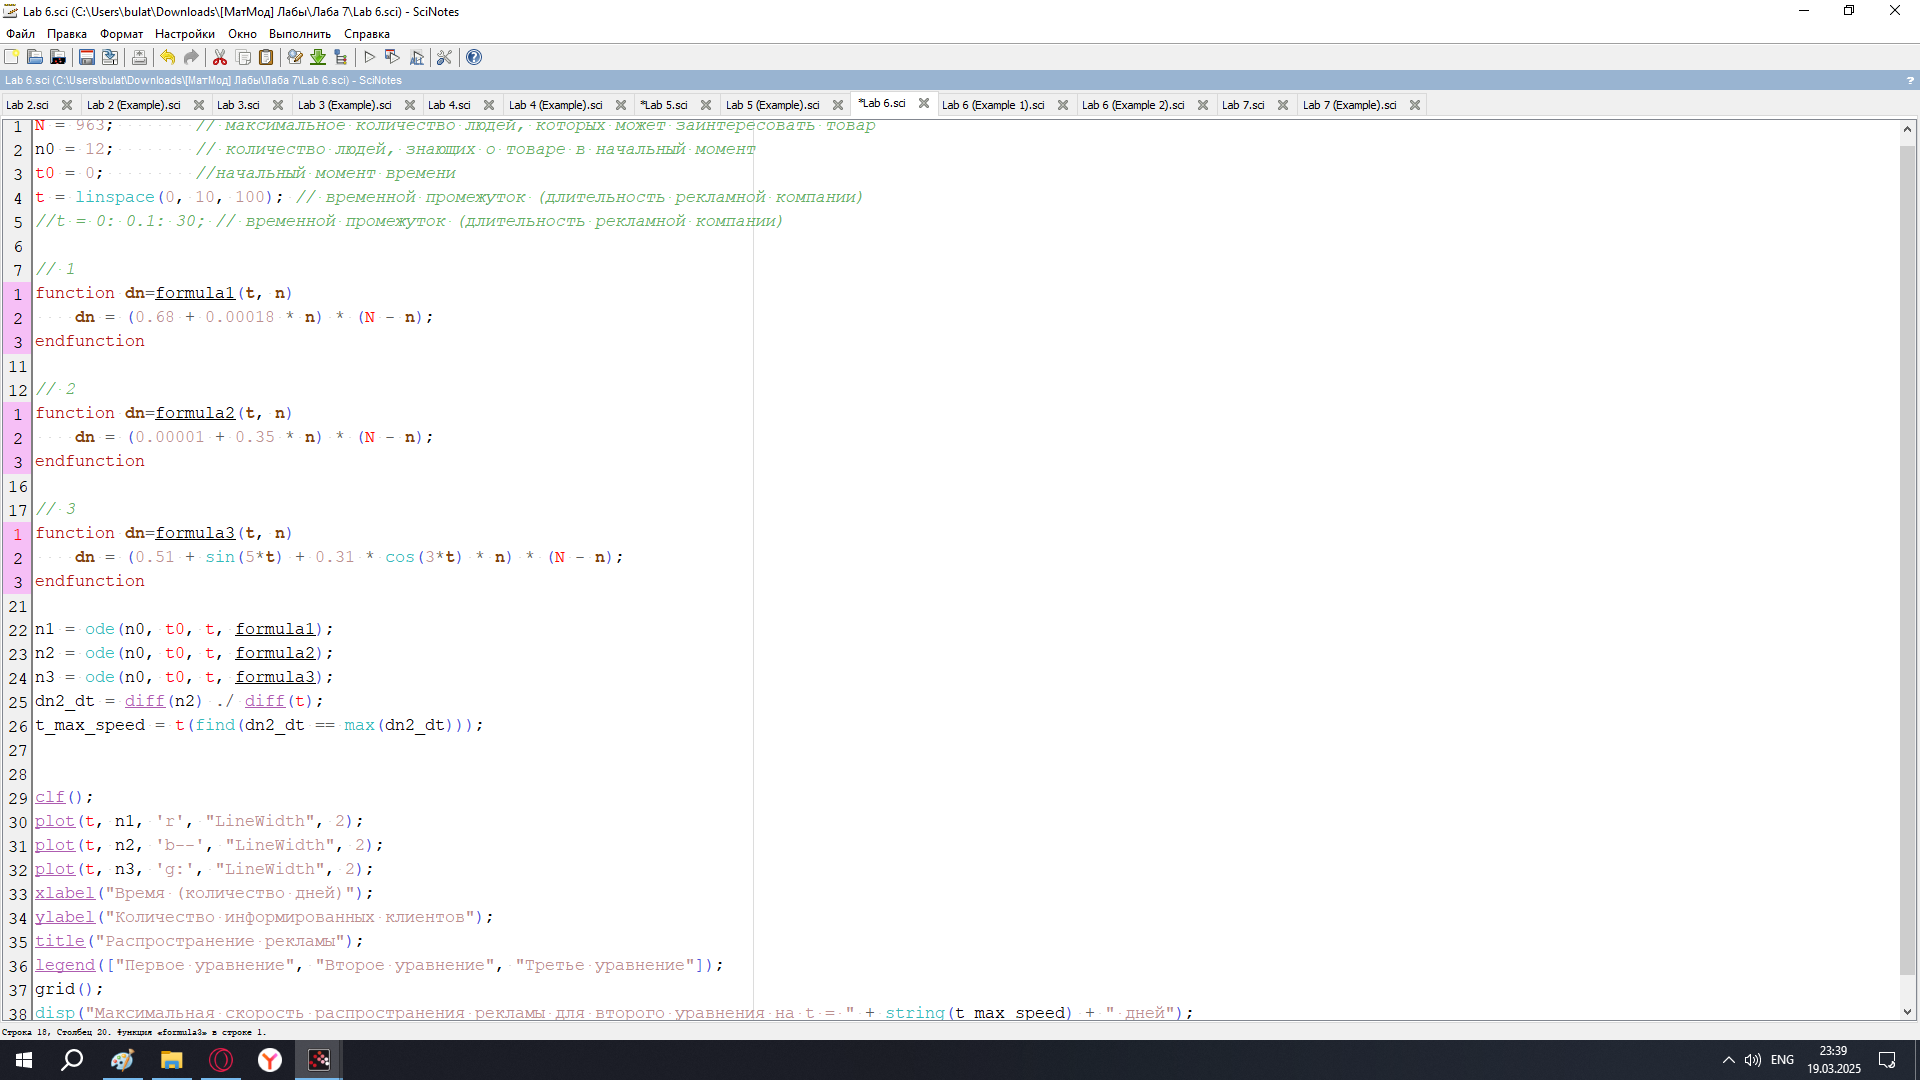 Lab 6.sci (C:\Users\bulat\Downloads\[МатМод] Лабы\Лаба 7\Lab 6.sci) - SciNotes
Файл Правка Формат Настройки Окно Выполнить Справка
Lab 6.sci (C:\Users\bulat\Downloads\[МатМод] Лабы\Лаба 7\Lab 6.sci) - SciNotes ?
Lab 2.sci Lab 2 (Example).sci Lab 3.sci Lab 3 (Example).sci Lab 4.sci Lab 4 (Example).sci *Lab 5.sci Lab 5 (Example).sci *Lab 6.sci Lab 6 (Example 1).sci Lab 6 (Example 2).sci Lab 7.sci Lab 7 (Example).sci
1 N = 963; // максимальное количество людей, которых может заинтересовать товар
2 n0 = 12; // количество людей, знающих о товаре в начальный момент
3 t0 = 0; //начальный момент времени
4 t = linspace(0, 10, 100); // временной промежуток (длительность рекламной компании)
5 //t = 0: 0.1: 30; // временной промежуток (длительность рекламной компании)
6
7 // 1
1 function dn=formula1(t, n)
2 dn = (0.68 + 0.00018 * n) * (N - n);
3 endfunction
11
12 // 2
1 function dn=formula2(t, n)
2 dn = (0.00001 + 0.35 * n) * (N - n);
3 endfunction
16
17 // 3
1 function dn=formula3(t, n)
2 dn = (0.51 + sin(5*t) + 0.31 * cos(3*t) * n) * (N - n);
3 endfunction
21
22 n1 = ode(n0, t0, t, formula1);
23 n2 = ode(n0, t0, t, formula2);
24 n3 = ode(n0, t0, t, formula3);
25 dn2_dt = diff(n2) ./ diff(t);
26 t_max_speed = t(find(dn2_dt == max(dn2_dt)));
27
28
29 clf();
30 plot(t, n1, 'r', "LineWidth", 2);
31 plot(t, n2, 'b--', "LineWidth", 2);
32 plot(t, n3, 'g:', "LineWidth", 2);
33 xlabel("Время (количество дней)");
34 ylabel("Количество информированных клиентов");
35 title("Распространение рекламы");
36 legend(["Первое уравнение", "Второе уравнение", "Третье уравнение"]);
37 grid();
38 disp("Максимальная скорость распространения рекламы для второго уравнения на t = " + string(t_max_speed) + " дней");
Строка 18, Столбец 20. Функция «formula3» в строке 1.
ENG
23:39
19.03.2025